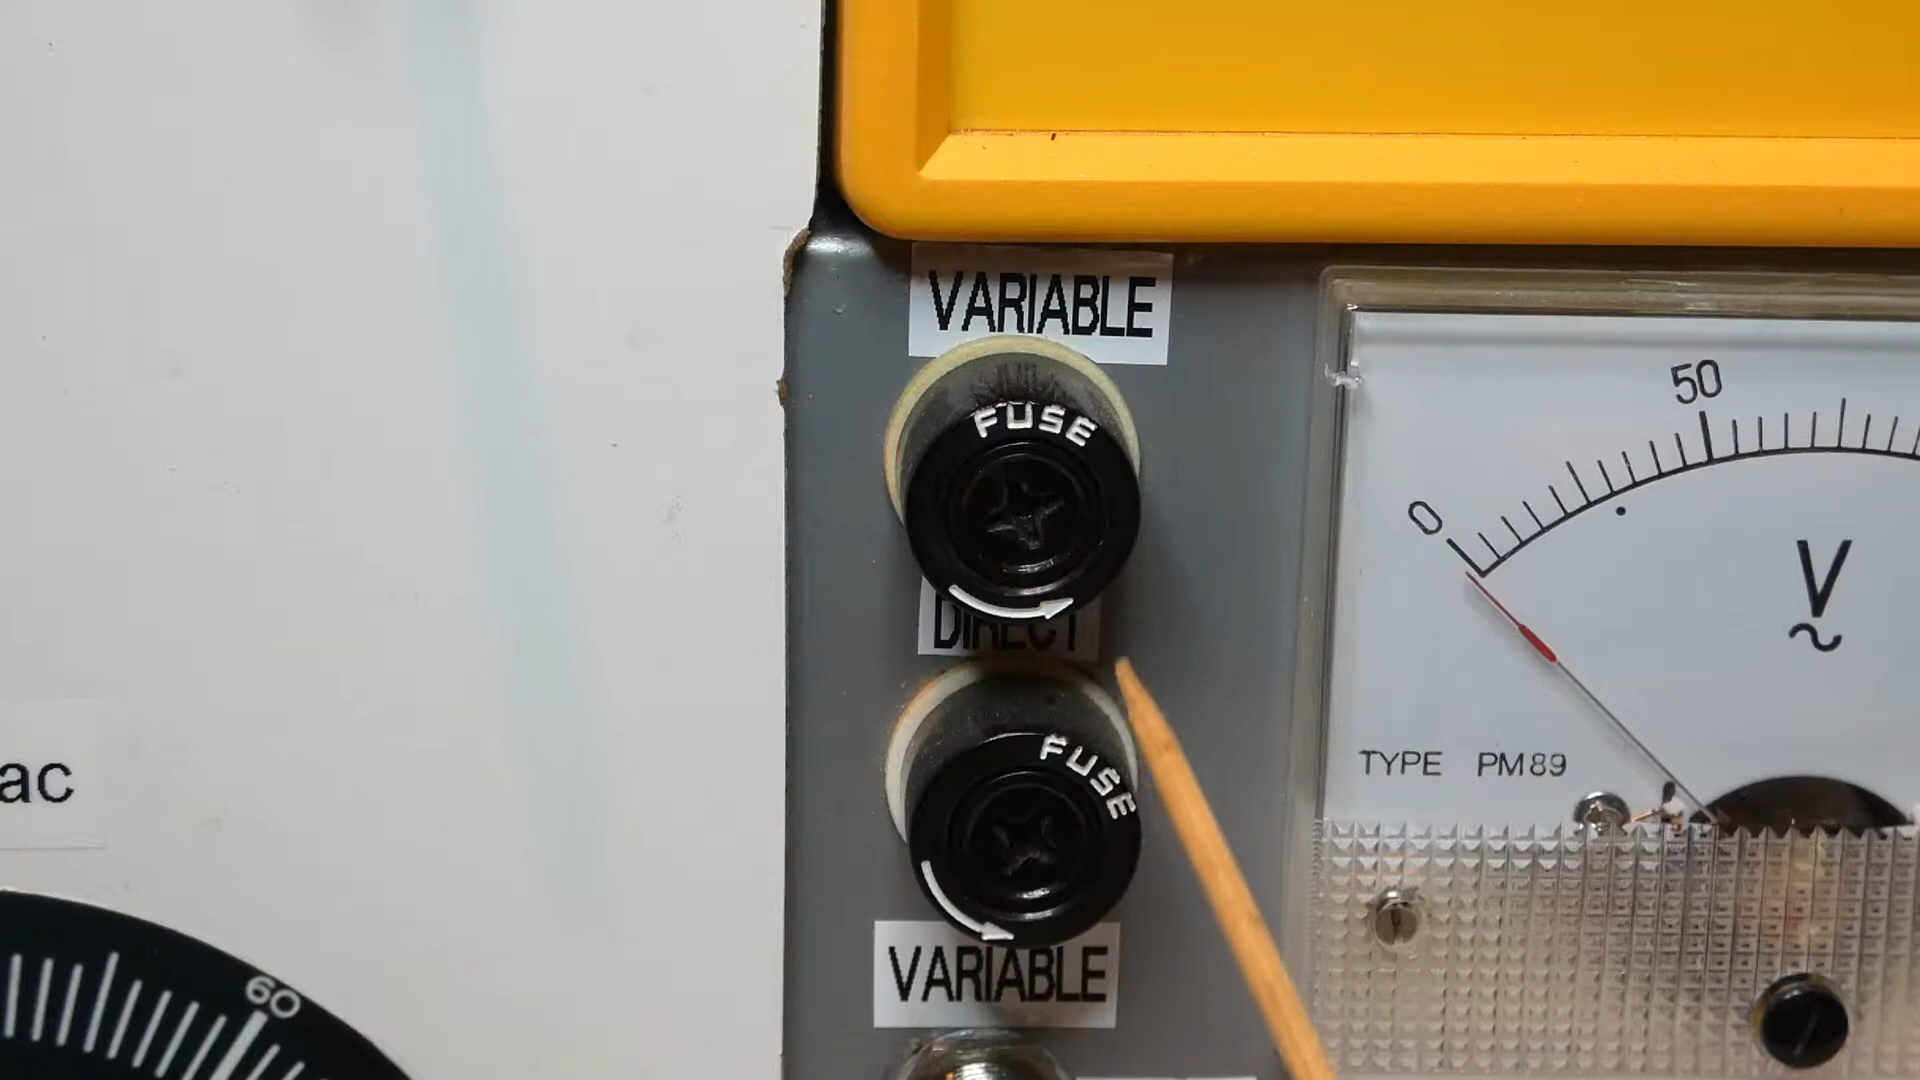 VARIABLE
FUSE
DIRECT
FUSE
VARIABLE
50
0
V
TYPE PM89
ac
60